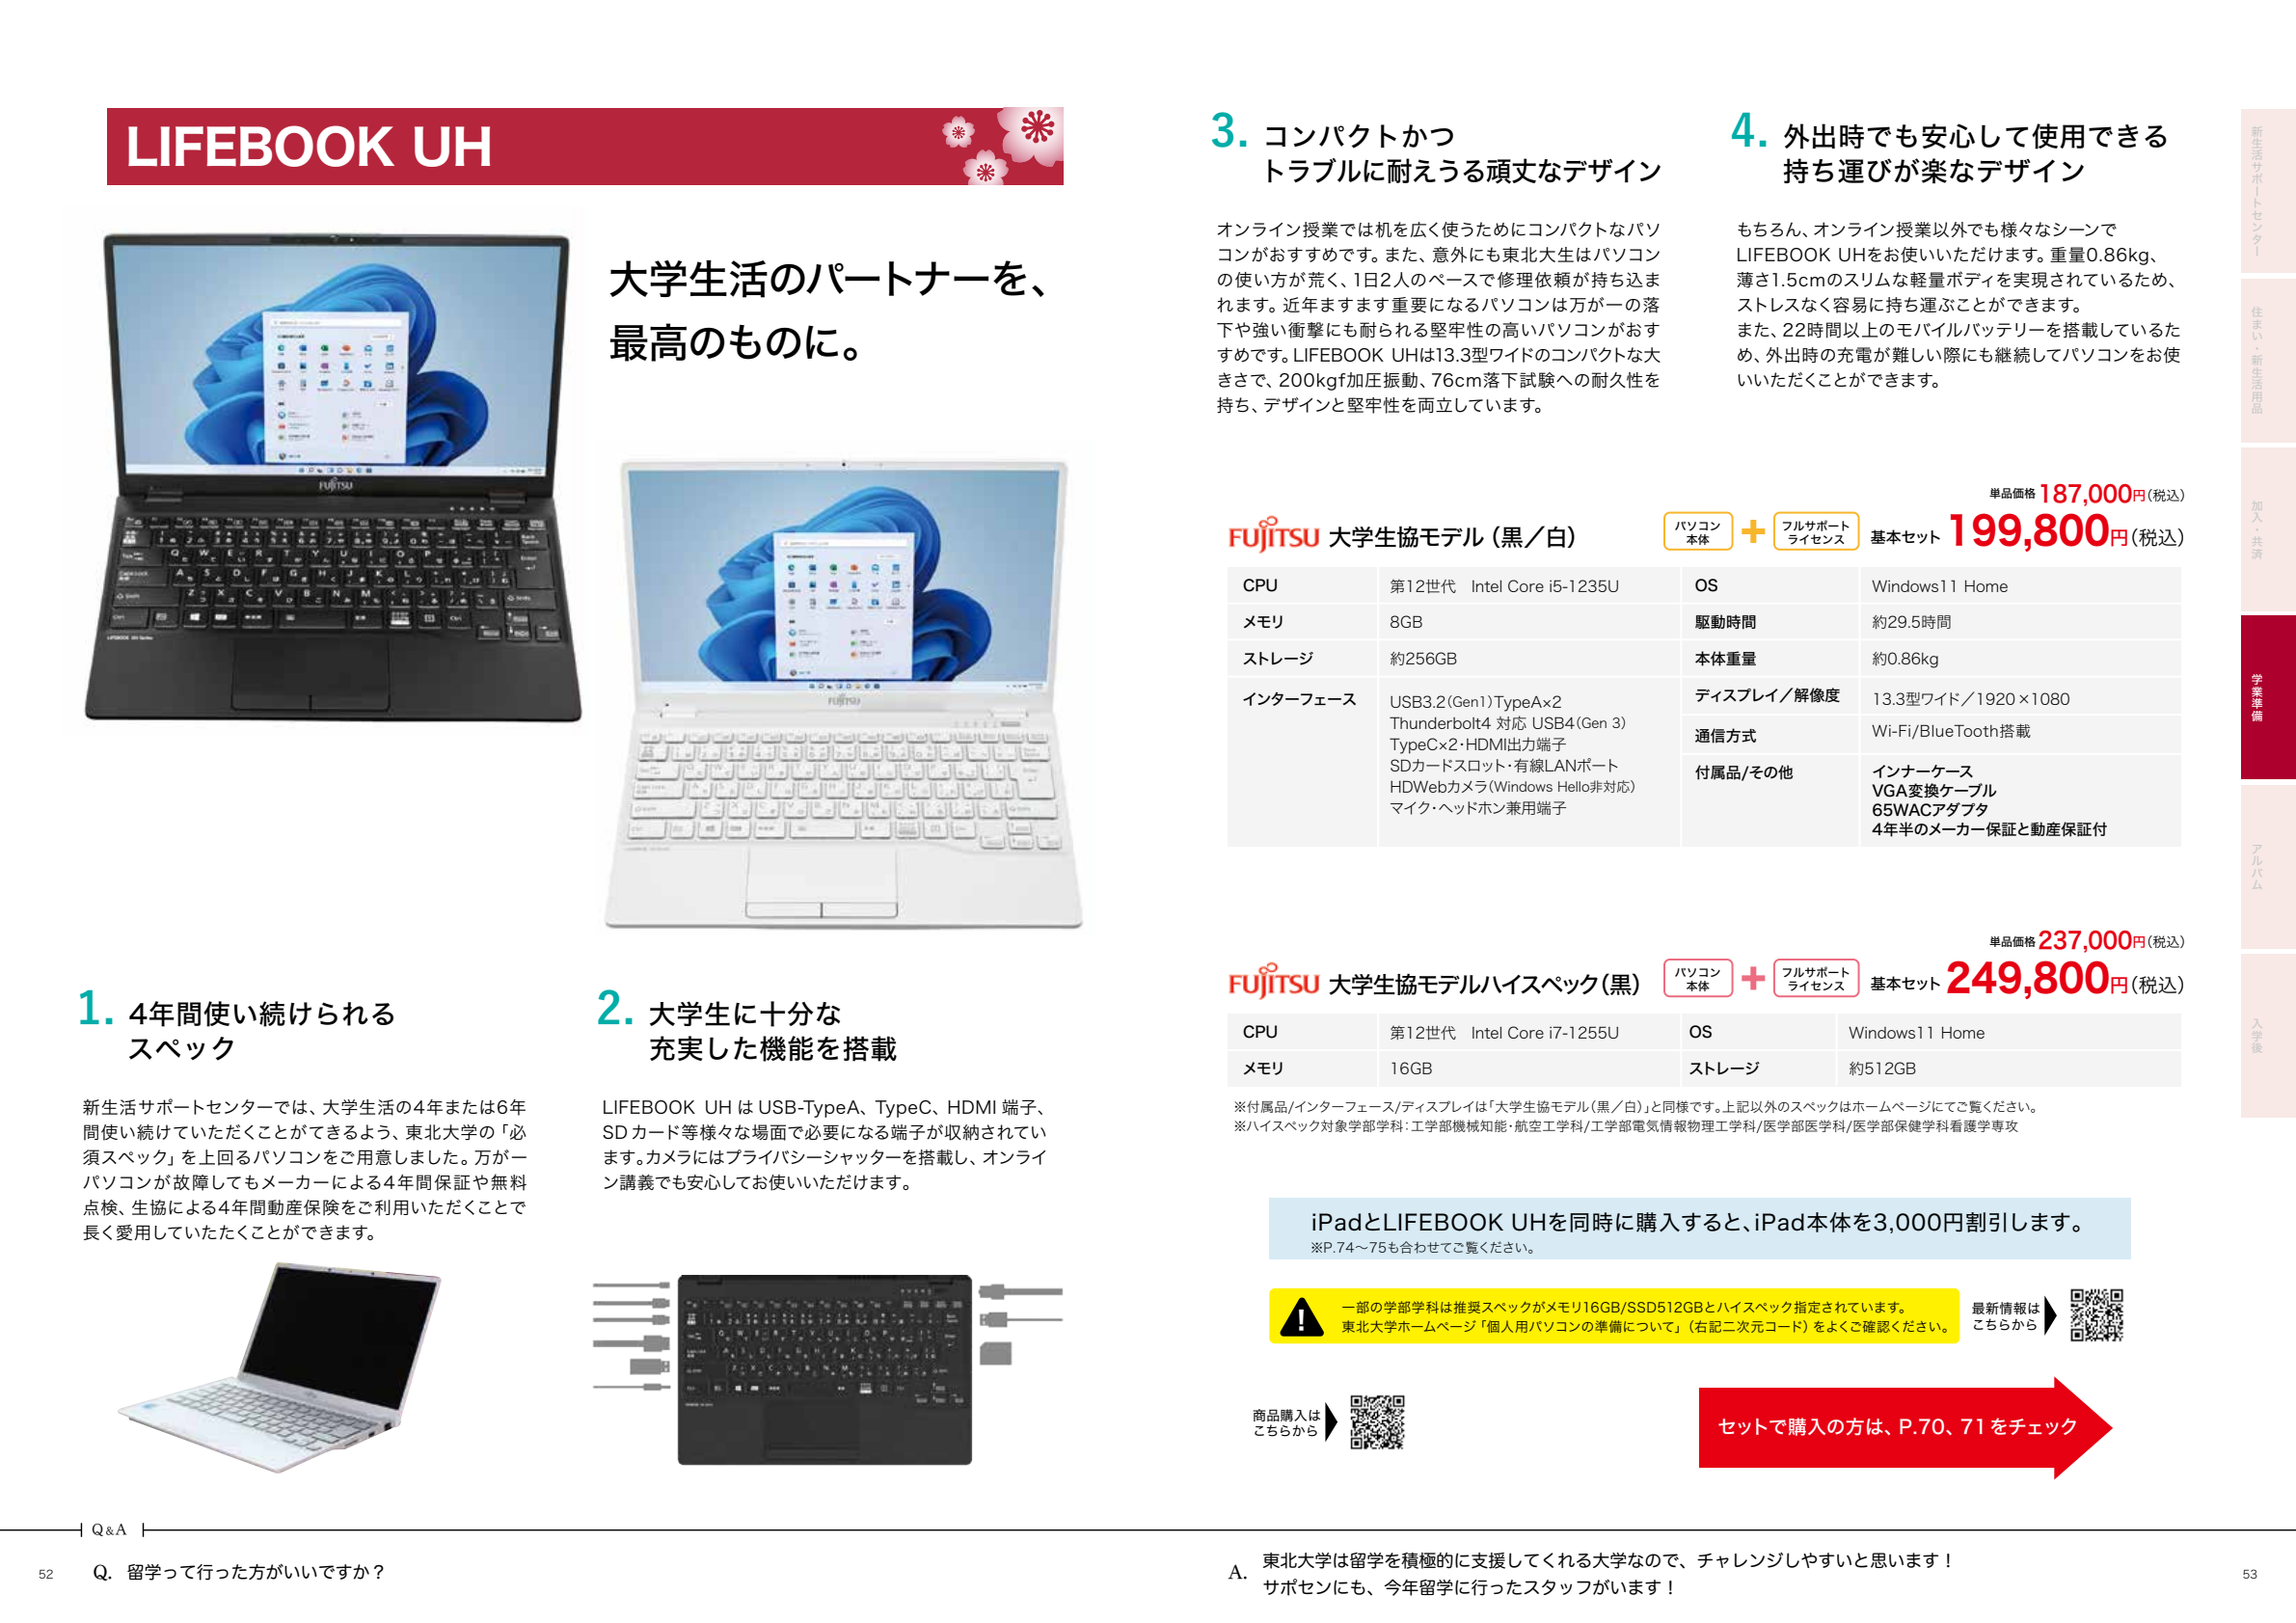 LIFEBOOK UH
大学生活のパートナーを、
最高のものに。
FUJITSU
FUJITSU
1. 4年間使い続けられる
スペック
新生活サポートセンターでは、大学生活の4年または6年
間使い続けていただくことがてきるよう、東北大学の「必
須スペック」を上回るパソコンをご用意しました。万が一
パソコンが故障してもメーカーによる4年間保証や無料
点検、生協による4年間動産保険をご利用いただくことで
長く愛用していたたくことができます。
2. 大学生に十分な
充実した機能を搭載
LIFEBOOK UH は USB-TypeA、TypeC、HDMI 端子、
SDカード等様々な場面で必要になる端子が収納されてい
ます。カメラにはプライバシーシャッターを搭載し、オンライ
ン講義でも安心してお使いいただけます。
3. コンパクトかつ
トラブルに耐えうる頑丈なデザイン
オンライン授業では机を広く使うためにコンパクトなパソ
コンがおすすめです。また、意外にも東北大生はパソコン
の使い方が荒く、1日2人のペースで修理依頼が持ち込ま
れます。近年ますます重要になるパソコンは万が一の落
下や強い衝撃にも耐られる堅牢性の高いパソコンがおす
すめです。LIFEBOOK UHは13.3型ワイドのコンパクトな大
きさで、200kgf加圧振動、76cm落下試験への耐久性を
持ち、デザインと堅牢性を両立しています。
4. 外出時でも安心して使用できる
持ち運びが楽なデザイン
もちろん、オンライン授業以外でも様々なシーンで
LIFEBOOK UHをお使いいただけます。重量0.86kg、
薄さ1.5cmのスリムな軽量ボディを実現されているため、
ストレスなく容易に持ち運ぶことができます。
また、22時間以上のモバイルバッテリーを搭載しているた
め、外出時の充電が難しい際にも継続してパソコンをお使
いいただくことができます。
単品価格 187,000円(税込)
FUJITSU 大学生協モデル（黒／白） パソコン本体 + フルサポートライセンス 基本セット 199,800円(税込)
CPU 第12世代 Intel Core i5-1235U OS Windows11 Home
メモリ 8GB 駆動時間 約29.5時間
ストレージ 約256GB 本体重量 約0.86kg
インターフェース
USB3.2(Gen1)TypeA×2
Thunderbolt4 対応 USB4(Gen 3)
TypeC×2・HDMI出力端子
SDカードスロット・有線LANポート
HDWebカメラ(Windows Hello非対応)
マイク・ヘッドホン兼用端子
ディスプレイ／解像度 13.3型ワイド／1920×1080
通信方式 Wi-Fi/BlueTooth搭載
付属品/その他 インナーケース
VGA変換ケーブル
65WACアダプタ
4年半のメーカー保証と動産保証付
単品価格 237,000円(税込)
FUJITSU 大学生協モデルハイスペック（黒） パソコン本体 + フルサポートライセンス 基本セット 249,800円(税込)
CPU 第12世代 Intel Core i7-1255U OS Windows11 Home
メモリ 16GB ストレージ 約512GB
※付属品/インターフェース/ディスプレイは「大学生協モデル（黒／白）」と同様です。上記以外のスペックはホームページにてご覧ください。
※ハイスペック対象学部学科：工学部機械知能・航空工学科/工学部電気情報物理工学科/医学部医学科/医学部保健学科看護学専攻
iPadとLIFEBOOK UHを同時に購入すると、iPad本体を3,000円割引します。
※P.74〜75も合わせてご覧ください。
一部の学部学科は推奨スペックがメモリ16GB/SSD512GBとハイスペック指定されています。
東北大学ホームページ「個人用パソコンの準備について」（右記二次元コード）をよくご確認ください。
最新情報は
こちらから
商品購入は
こちらから
セットで購入の方は、P.70、71をチェック
新生活サポートセンター
住まい・新生活用品
加入・共済
学業準備
アルバム
入学後
Q&A
52
Q. 留学って行った方がいいですか？
A. 東北大学は留学を積極的に支援してくれる大学なので、チャレンジしやすいと思います！
サポセンにも、今年留学に行ったスタッフがいます！
53